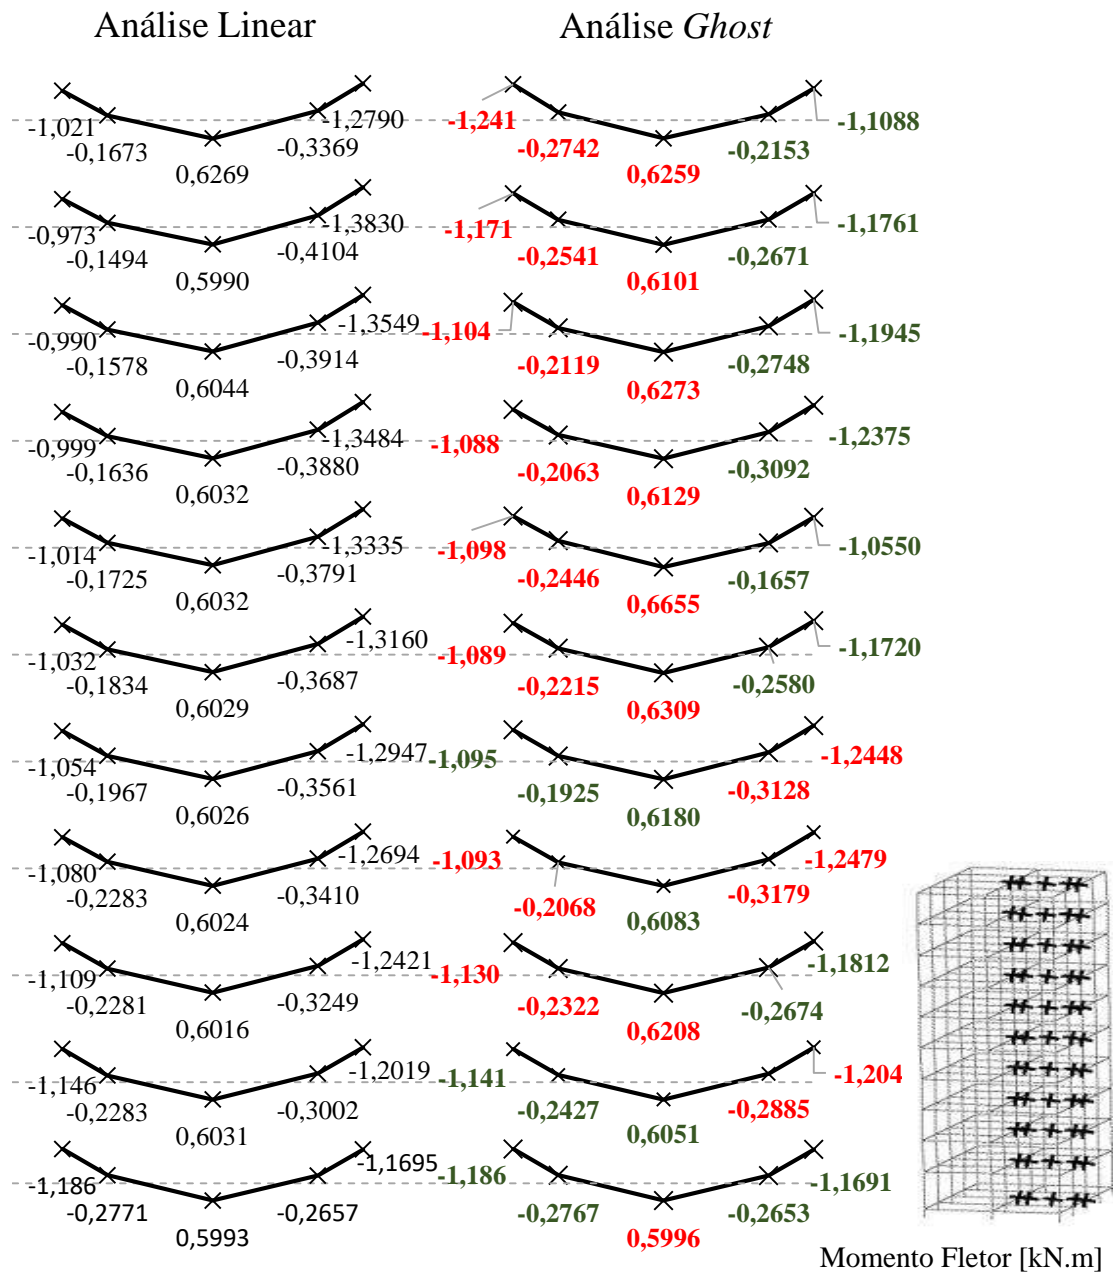 Análise Linear
Análise Ghost
-1,021 -1,2790 -1,241 -1,1088
-0,1673 -0,3369 -0,2742 -0,2153
0,6269 0,6259
-0,973 -1,3830 -1,171 -1,1761
-0,1494 -0,4104 -0,2541 -0,2671
0,5990 0,6101
-0,990 -1,3549 -1,104 -1,1945
-0,1578 -0,3914 -0,2119 -0,2748
0,6044 0,6273
-0,999 -1,3484 -1,088 -1,2375
-0,1636 -0,3880 -0,2063 -0,3092
0,6032 0,6129
-1,014 -1,3335 -1,098 -1,0550
-0,1725 -0,3791 -0,2446 -0,1657
0,6032 0,6655
-1,032 -1,3160 -1,089 -1,1720
-0,1834 -0,3687 -0,2215 -0,2580
0,6029 0,6309
-1,054 -1,2947 -1,095 -1,2448
-0,1967 -0,3561 -0,1925 -0,3128
0,6026 0,6180
-1,080 -1,2694 -1,093 -1,2479
-0,2283 -0,3410 -0,2068 -0,3179
0,6024 0,6083
-1,109 -1,2421 -1,130 -1,1812
-0,2281 -0,3249 -0,2322 -0,2674
0,6016 0,6208
-1,146 -1,2019 -1,141 -1,204
-0,2283 -0,3002 -0,2427 -0,2885
0,6031 0,6051
-1,186 -1,1695 -1,186 -1,1691
-0,2771 -0,2657 -0,2767 -0,2653
0,5993 0,5996
Momento Fletor [kN.m]